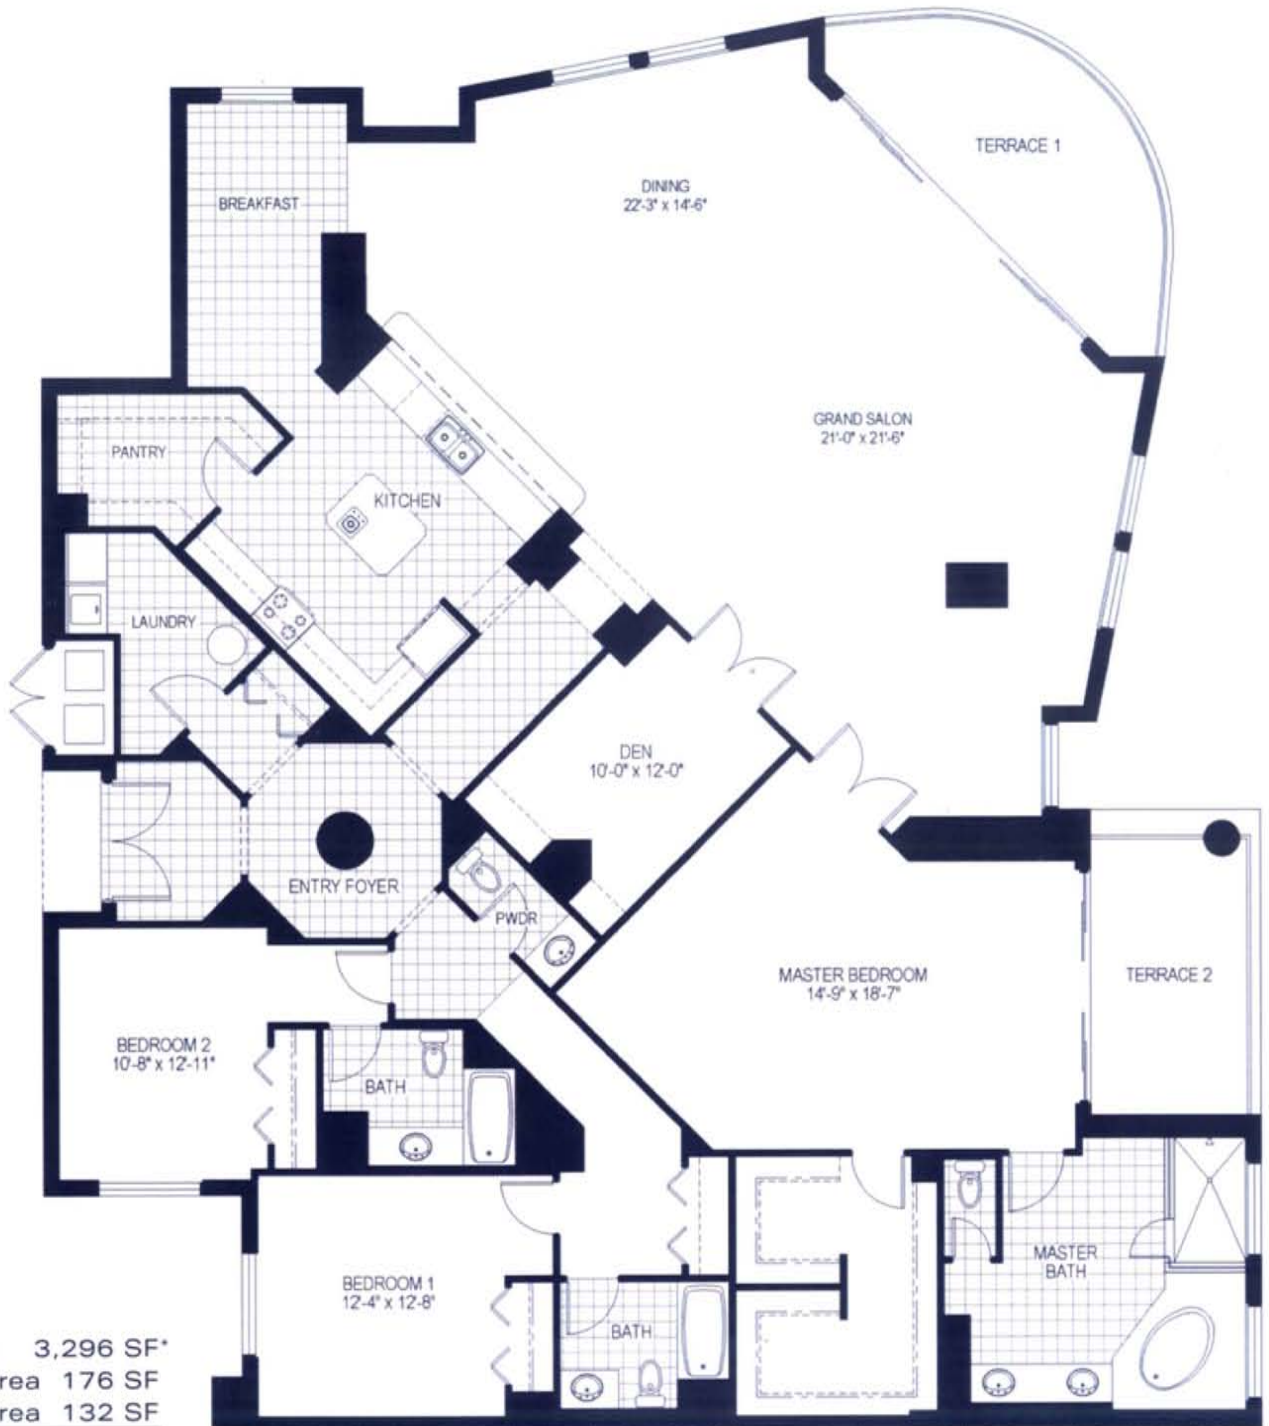 TERRACE 1
DINING
22'-3" x 14'-6"
BREAKFAST
GRAND SALON
21'-0" x 21'-6"
PANTRY
KITCHEN
LAUNDRY
DEN
10'-0" x 12'-0"
ENTRY FOYER
PWDR
MASTER BEDROOM
14'-9" x 18'-7"
TERRACE 2
BEDROOM 2
10'-8" x 12'-11"
BATH
MASTER
BATH
BEDROOM 1
12'-4" x 12'-8"
BATH
3,296 SF*
rea 176 SF
rea 132 SF